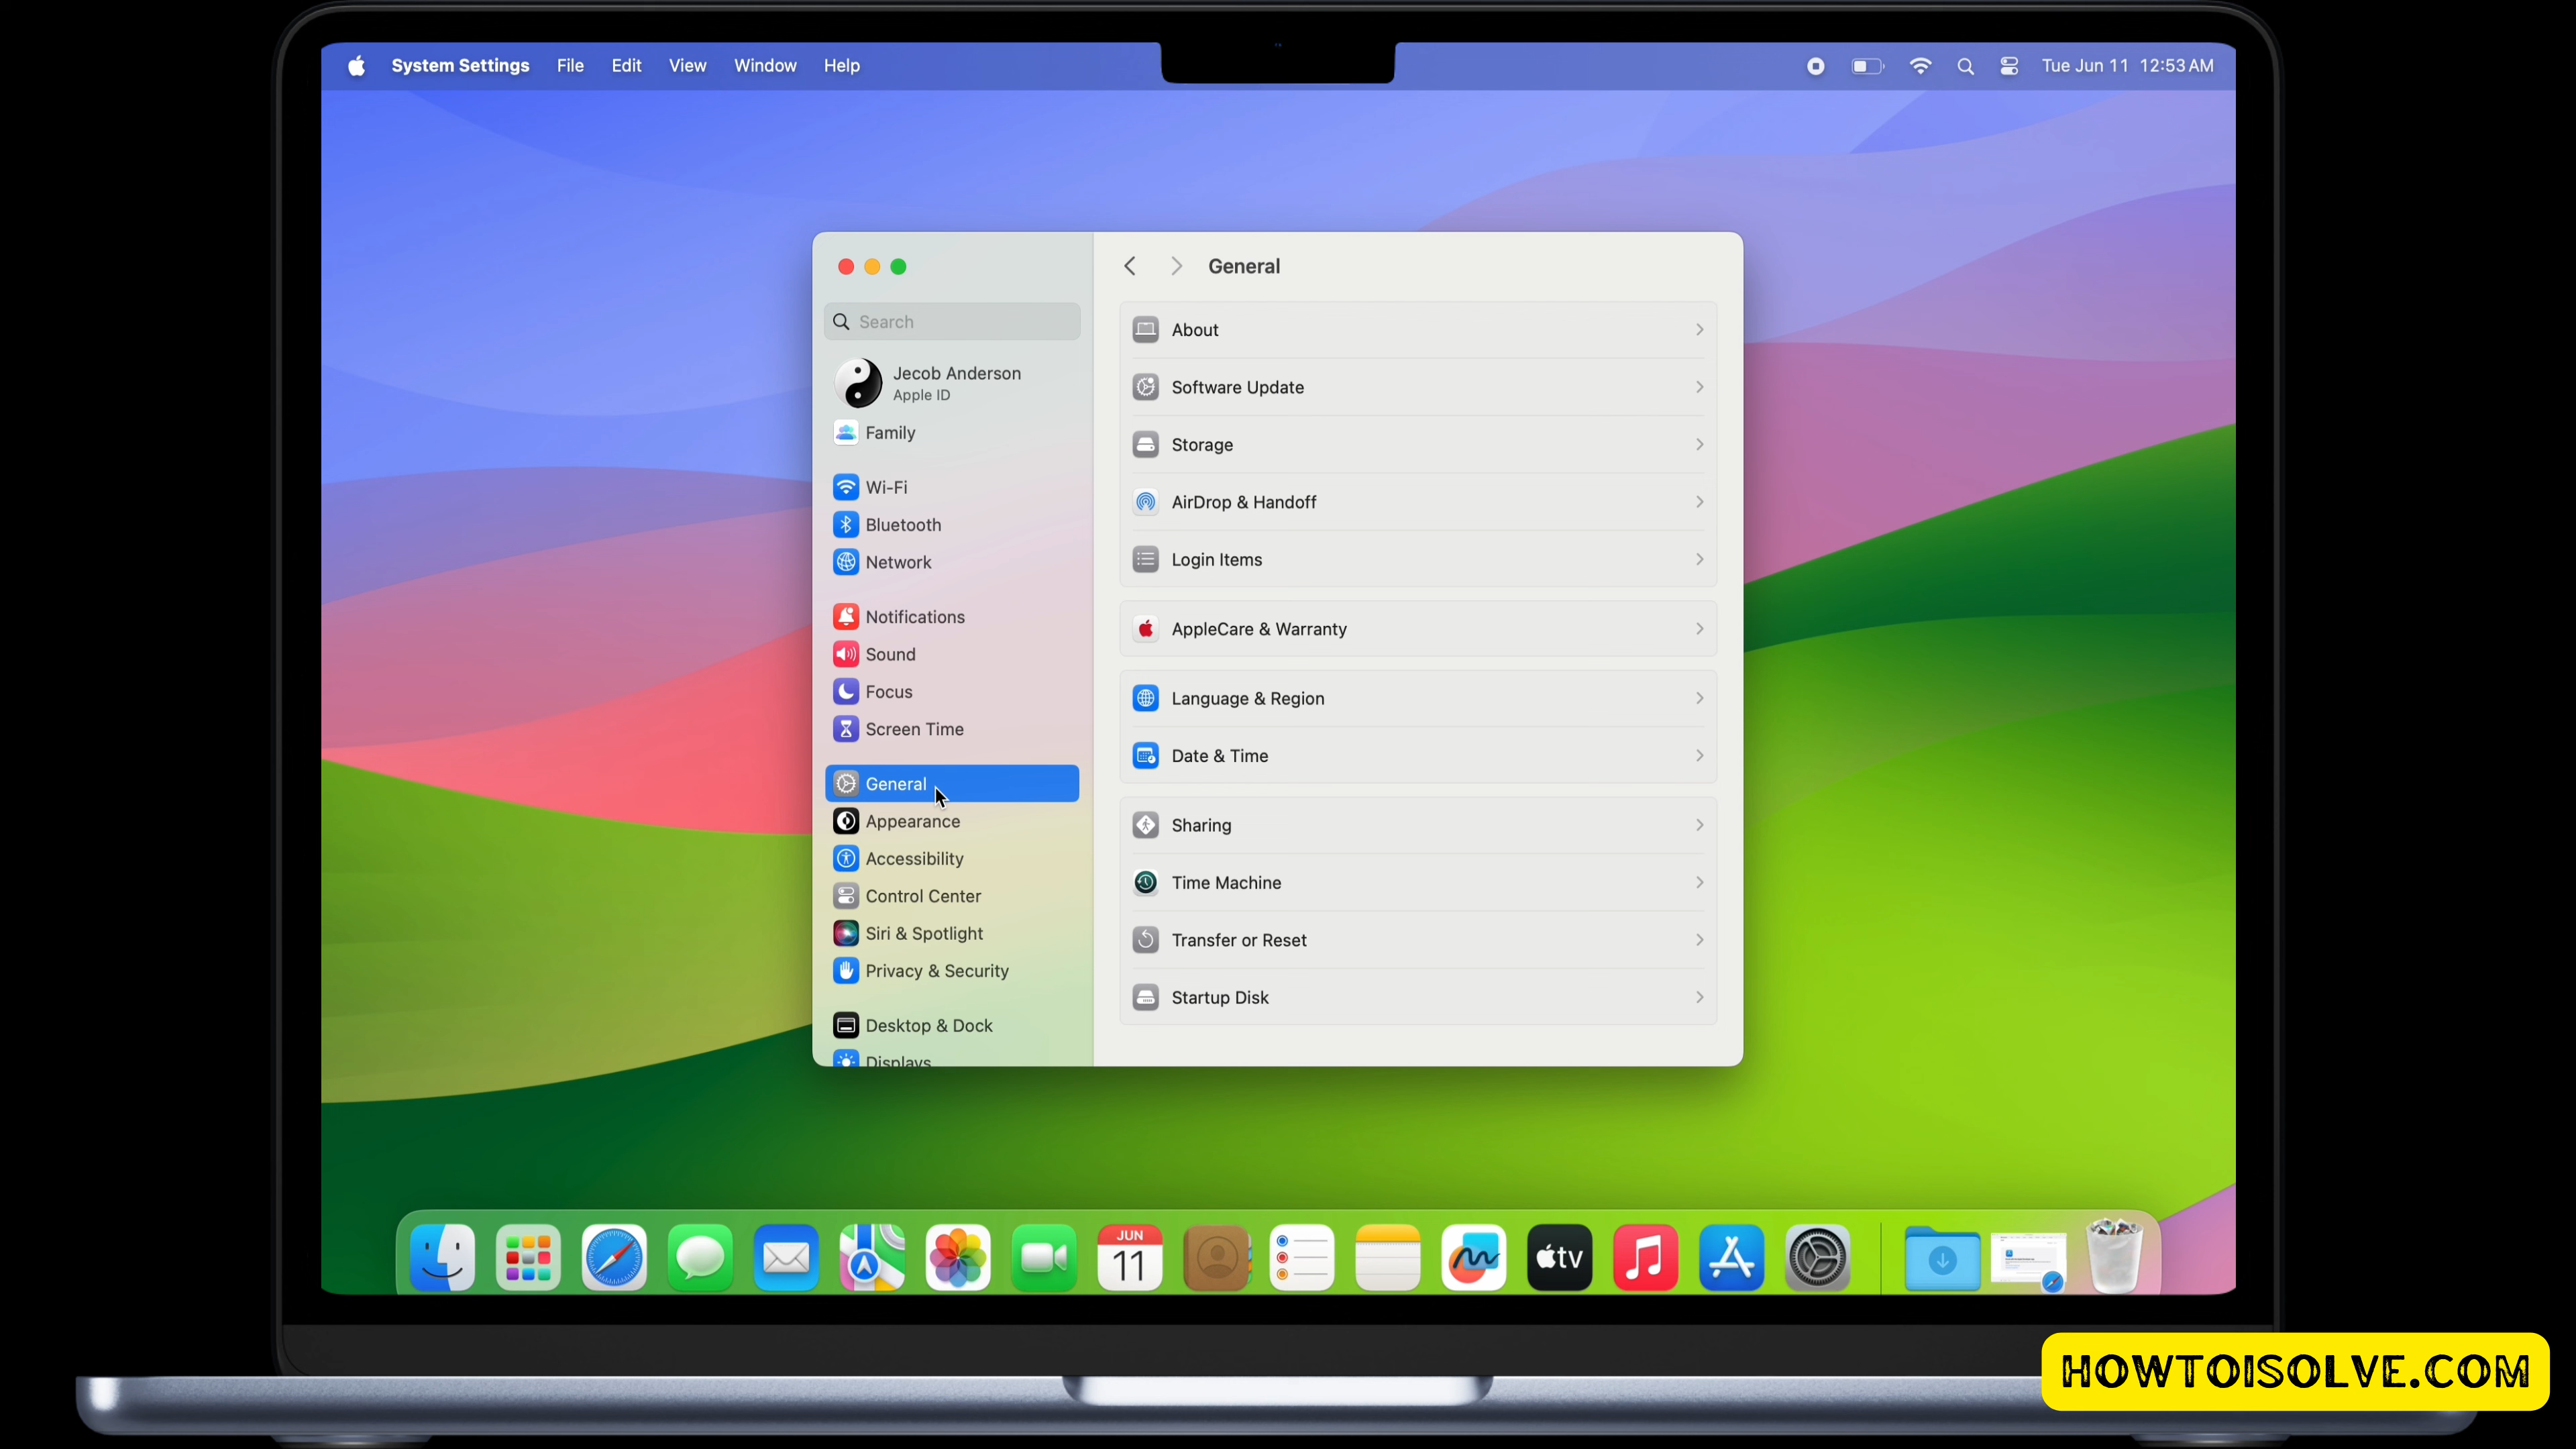 System Settings File Edit View Window Help
Tue Jun 11 12:53 AM
Search
Jecob Anderson
Apple ID
Family
Wi-Fi
Bluetooth
Network
Notifications
Sound
Focus
Screen Time
General
Appearance
Accessibility
Control Center
Siri & Spotlight
Privacy & Security
Desktop & Dock
Displays
General
About
Software Update
Storage
AirDrop & Handoff
Login Items
AppleCare & Warranty
Language & Region
Date & Time
Sharing
Time Machine
Transfer or Reset
Startup Disk
JUN
11
tv
HOWTOISOLVE.COM